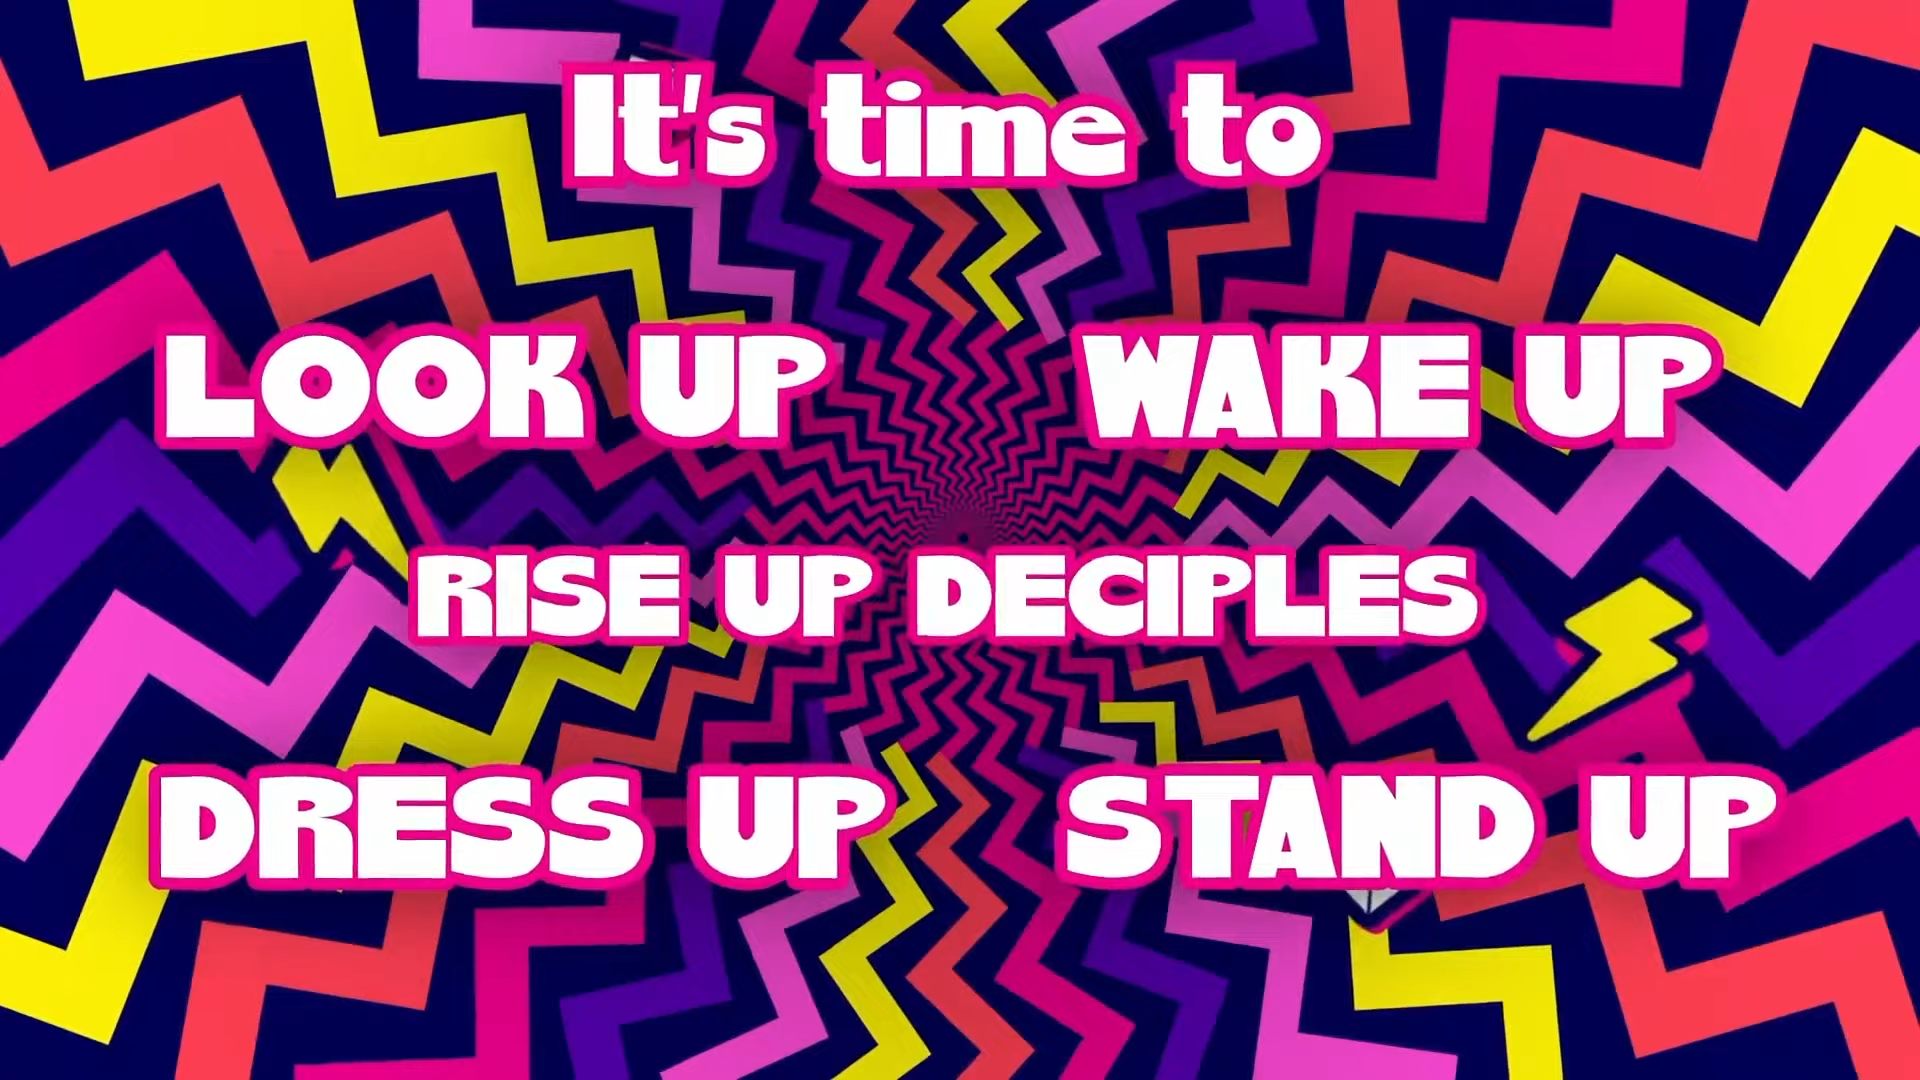 It's time to
LOOK UP WAKE UP
RISE UP DECIPLES
DRESS UP STAND UP